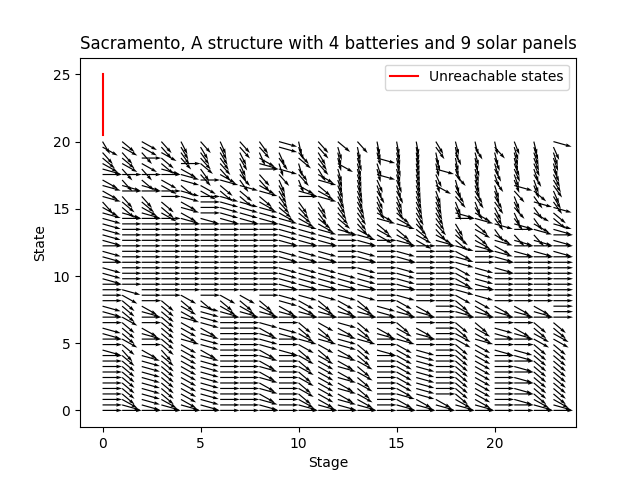 Sacramento, A structure with 4 batteries and 9 solar panels
Unreachable states
25
20
15
10
5
0
State
0 5 10 15 20
Stage